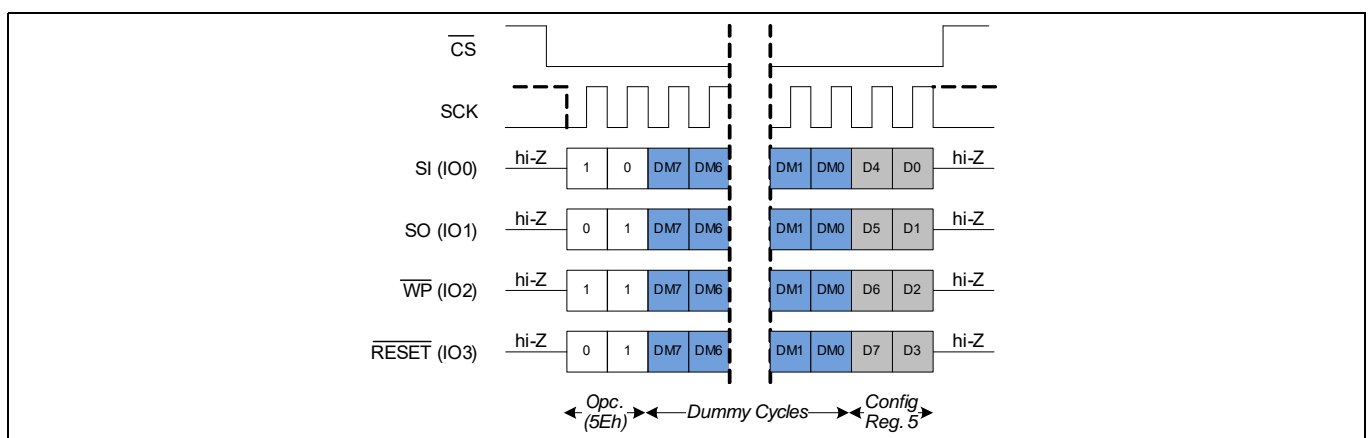 CS
SCK
SI (IO0) hi-Z 1 0 DM7 DM6 DM1 DM0 D4 D0 hi-Z
SO (IO1) hi-Z 0 1 DM7 DM6 DM1 DM0 D5 D1 hi-Z
WP (IO2) hi-Z 1 1 DM7 DM6 DM1 DM0 D6 D2 hi-Z
RESET (IO3) hi-Z 0 1 DM7 DM6 DM1 DM0 D7 D3 hi-Z
Opc. Dummy Cycles Config
(5Eh) Reg. 5